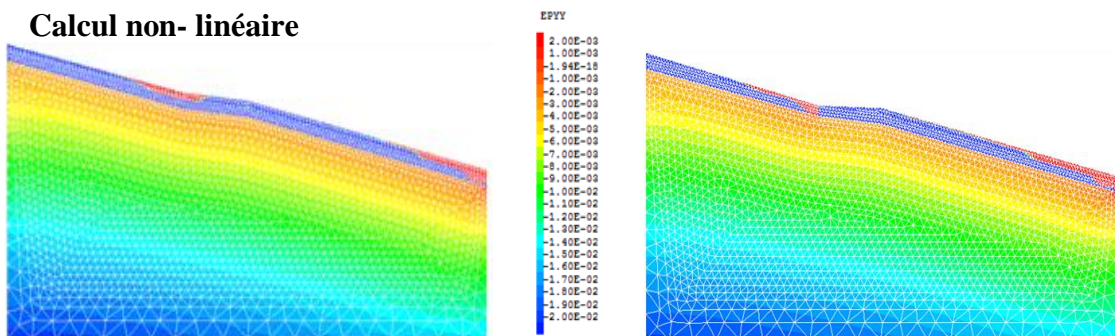 Calcul non- linéaire
EPYY
2.00E-03
1.00E-03
-1.94E-18
-1.00E-03
-2.00E-03
-3.00E-03
-4.00E-03
-5.00E-03
-6.00E-03
-7.00E-03
-8.00E-03
-9.00E-03
-1.00E-02
-1.10E-02
-1.20E-02
-1.30E-02
-1.40E-02
-1.50E-02
-1.60E-02
-1.70E-02
-1.80E-02
-1.90E-02
-2.00E-02